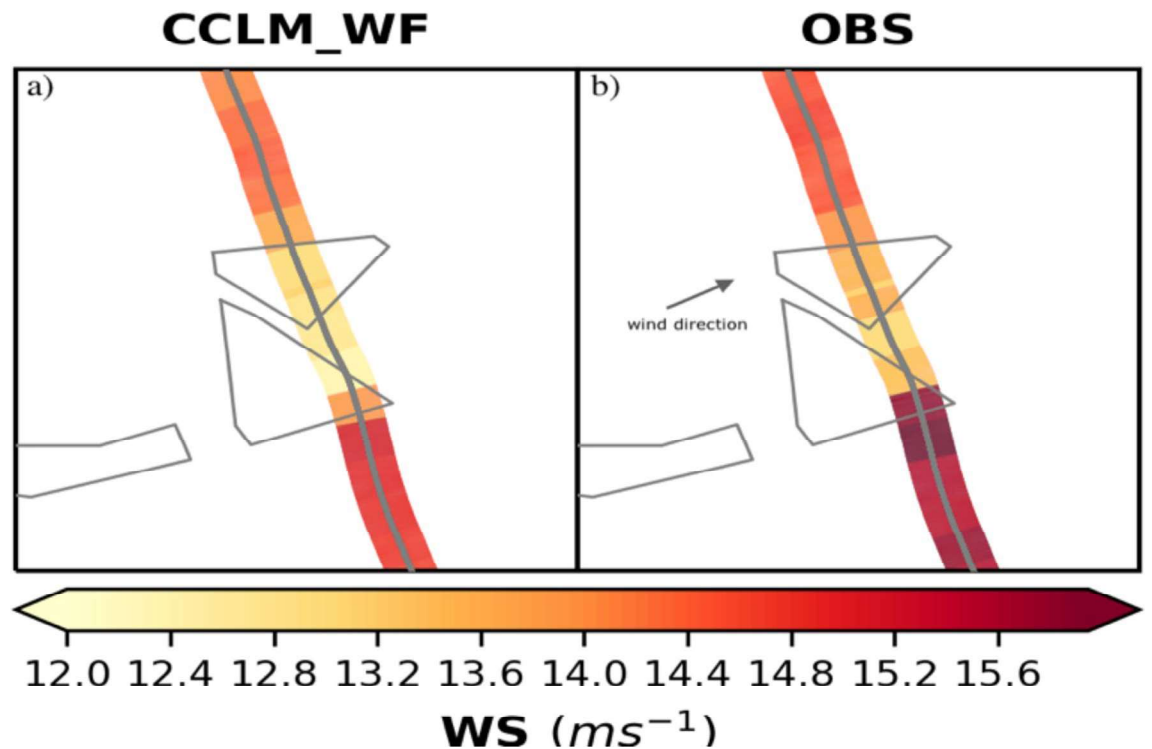 CCLM_WF OBS
a) b)
wind direction
12.0 12.4 12.8 13.2 13.6 14.0 14.4 14.8 15.2 15.6
WS (ms⁻¹)